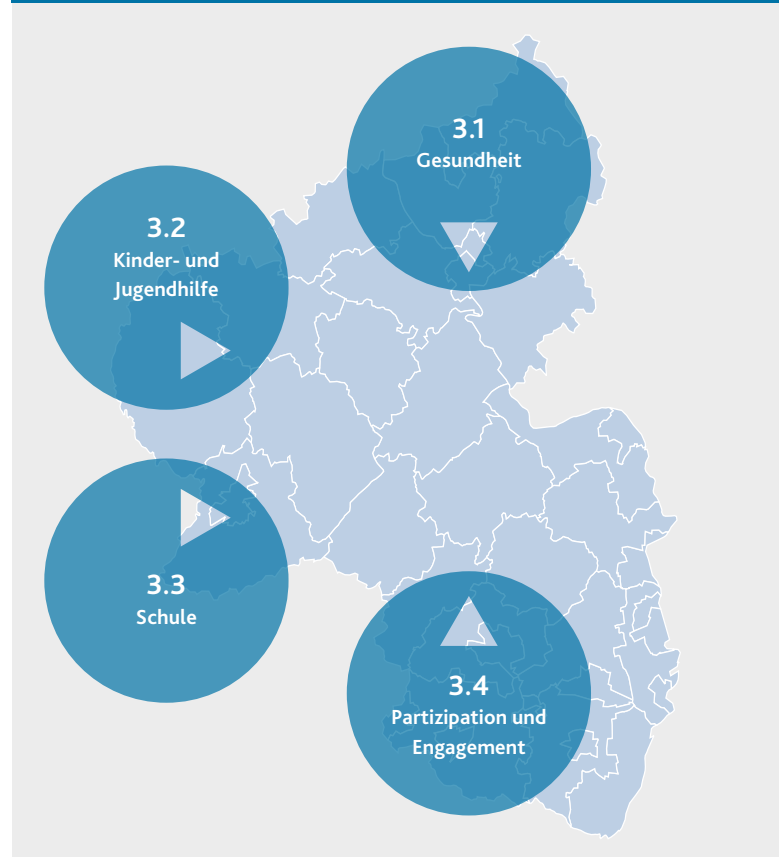 3.1
Gesundheit
3.2
Kinder- und
Jugendhilfe
3.3
Schule
3.4
Partizipation und
Engagement